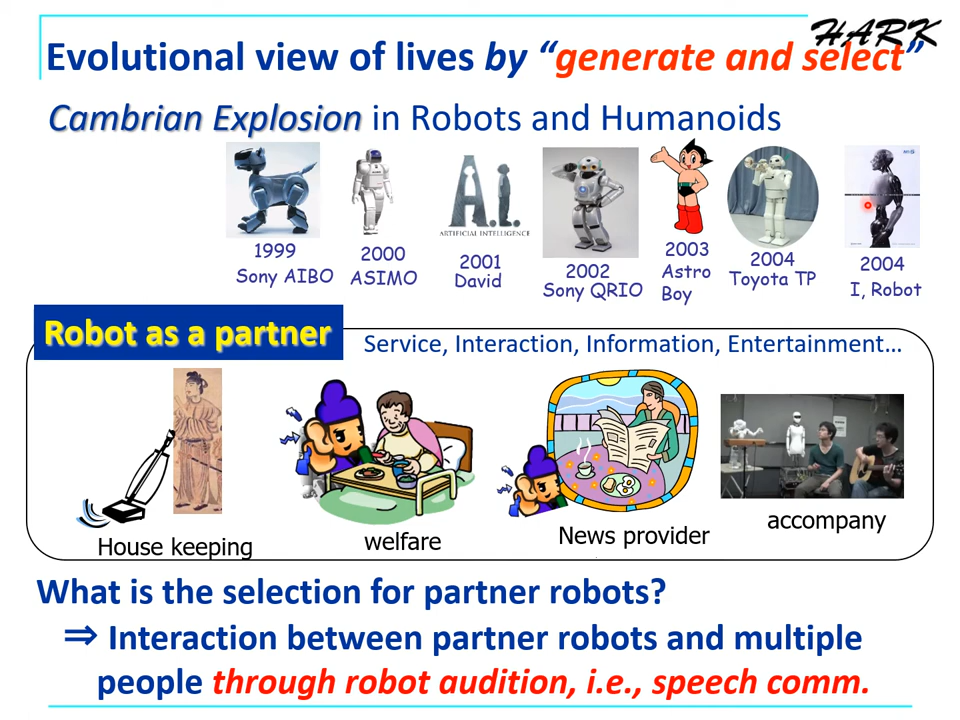 HARK
Evolutional view of lives by “generate and select”
Cambrian Explosion in Robots and Humanoids
A.I.
ARTIFICIAL INTELLIGENCE
1999
Sony AIBO
2000
ASIMO
2001
David
2002
Sony QRIO
2003
Astro
Boy
2004
Toyota TP
2004
I, Robot
Robot as a partner
Service, Interaction, Information, Entertainment…
House keeping
welfare
News provider
accompany
What is the selection for partner robots?
⇒ Interaction between partner robots and multiple
people through robot audition, i.e., speech comm.